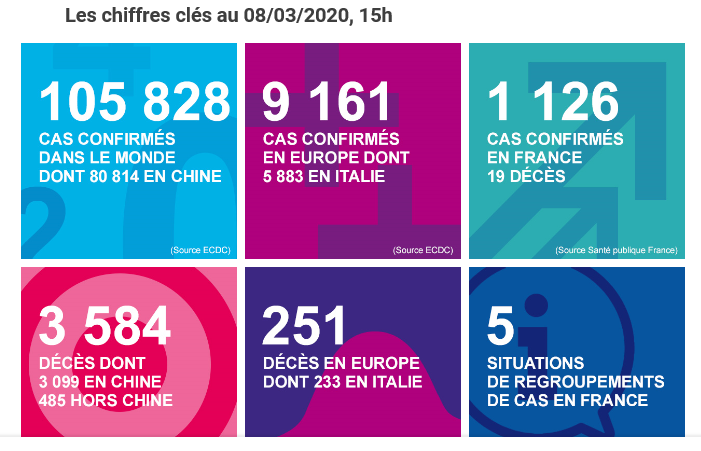 Les chiffres clés au 08/03/2020, 15h
105 828
CAS CONFIRMÉS
DANS LE MONDE
DONT 80 814 EN CHINE
(Source ECDC)
9 161
CAS CONFIRMÉS
EN EUROPE DONT
5 883 EN ITALIE
(Source ECDC)
1 126
CAS CONFIRMÉS
EN FRANCE
19 DÉCÈS
(Source Santé publique France)
3 584
DÉCÈS DONT
3 099 EN CHINE
485 HORS CHINE
251
DÉCÈS EN EUROPE
DONT 233 EN ITALIE
5
SITUATIONS
DE REGROUPEMENTS
DE CAS EN FRANCE